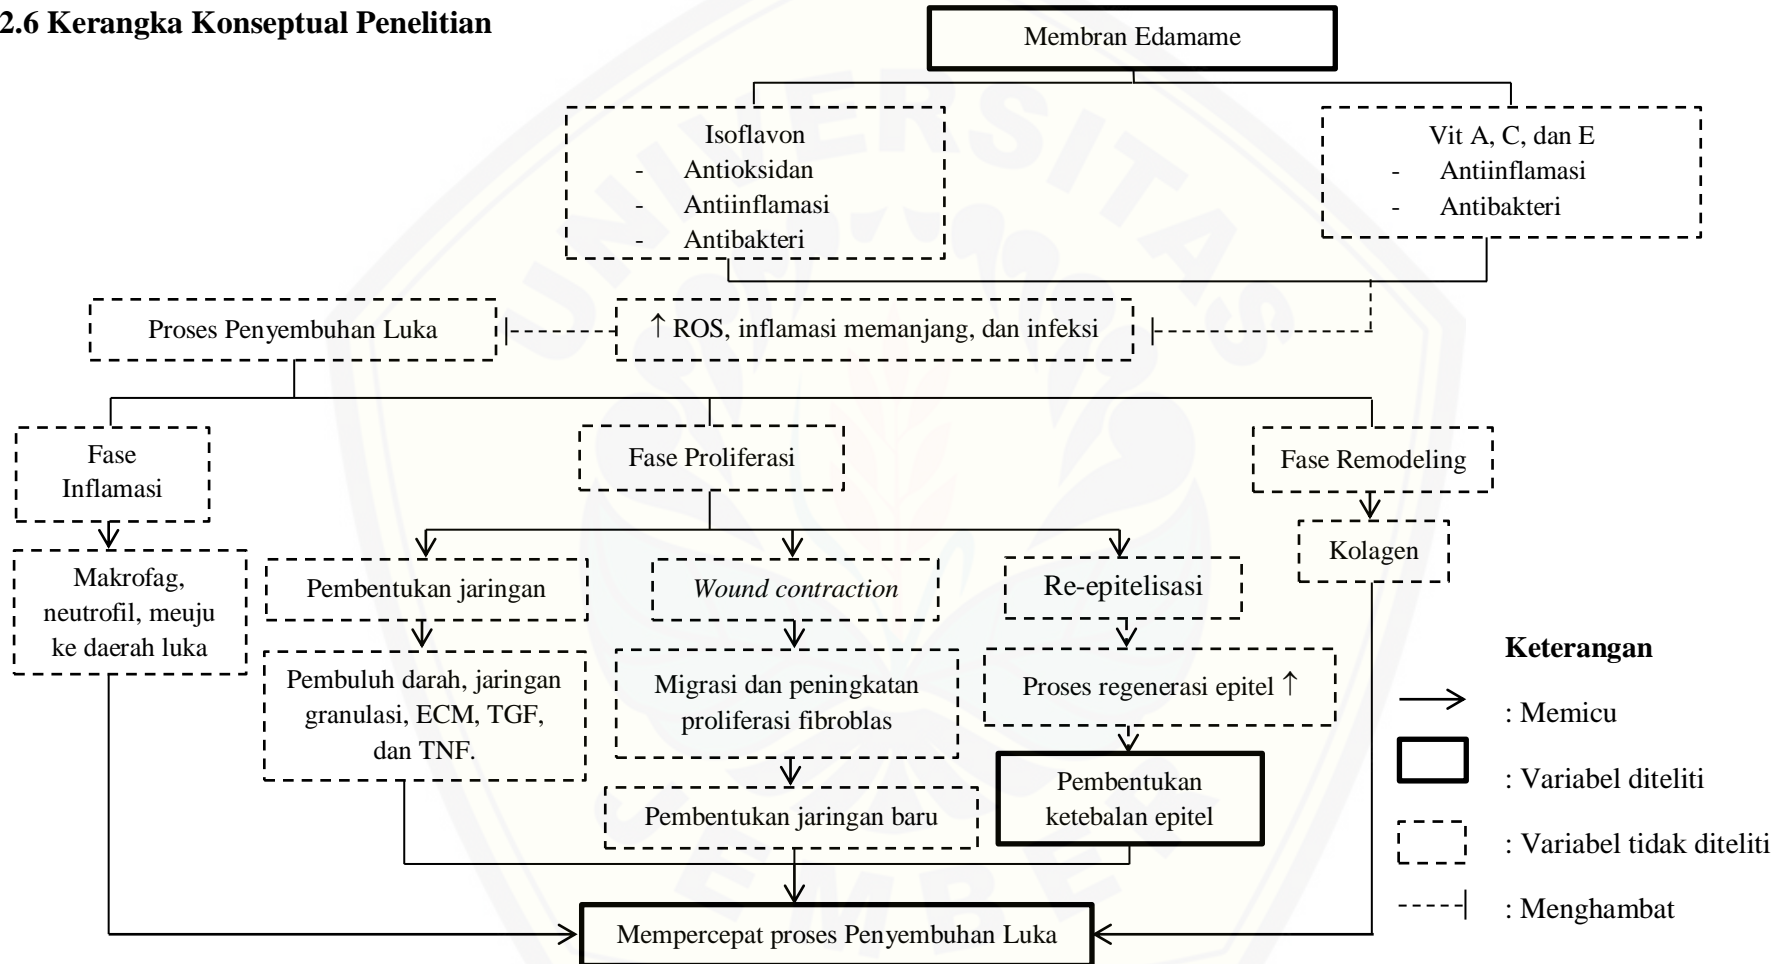 2.6 Kerangka Konseptual Penelitian
Membran Edamame
Isoflavon
- Antioksidan
- Antiinflamasi
- Antibakteri
Vit A, C, dan E
- Antiinflamasi
- Antibakteri
Proses Penyembuhan Luka
↑ ROS, inflamasi memanjang, dan infeksi
Fase
Inflamasi
Fase Proliferasi
Fase Remodeling
Makrofag,
neutrofil, meuju
ke daerah luka
Pembentukan jaringan
Wound contraction
Re-epitelisasi
Kolagen
Pembuluh darah, jaringan
granulasi, ECM, TGF,
dan TNF.
Migrasi dan peningkatan
proliferasi fibroblas
Proses regenerasi epitel ↑
Pembentukan jaringan baru
Pembentukan
ketebalan epitel
Mempercepat proses Penyembuhan Luka
Keterangan
: Memicu
: Variabel diteliti
: Variabel tidak diteliti
: Menghambat
UNIVERSITAS
JEMBER